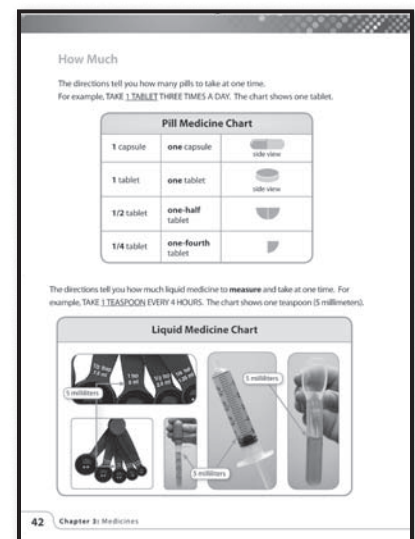 How Much
The directions tell you how many pills to take at one time.
For example, TAKE 1 TABLET THREE TIMES A DAY. The chart shows one tablet.
Pill Medicine Chart
1 capsule one capsule
side view
1 tablet one tablet
side view
1/2 tablet one-half
tablet
1/4 tablet one-fourth
tablet
The directions tell you how much liquid medicine to measure and take at one time. For
example, TAKE 1 TEASPOON EVERY 4 HOURS. The chart shows one teaspoon (5 millimeters).
Liquid Medicine Chart
5 milliliters
5 milliliters
5 milliliters
42 Chapter 3: Medicines